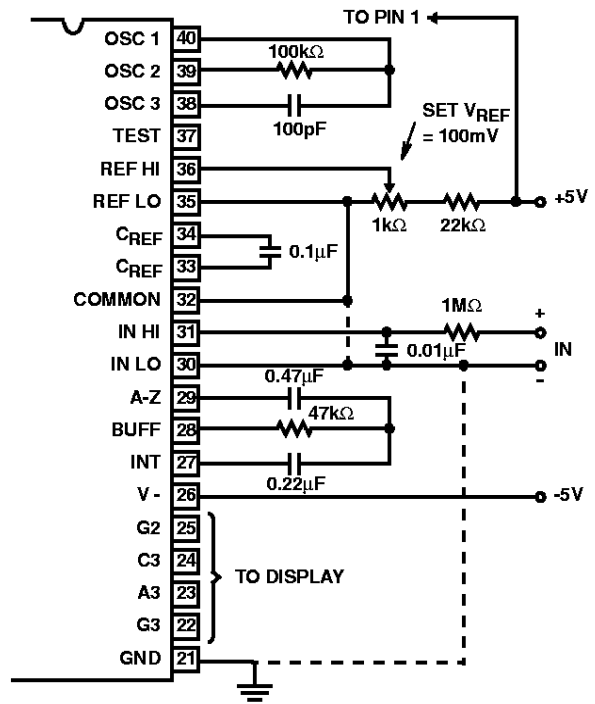 TO PIN 1
OSC 1 40
100kΩ
OSC 2 39
OSC 3 38
100pF
SET VREF
= 100mV
TEST 37
REF HI 36
REF LO 35
+5V
1kΩ 22kΩ
CREF 34
0.1µF
CREF 33
COMMON 32
1MΩ
IN HI 31
+
0.01µF IN
IN LO 30
-
0.47µF
A-Z 29
47kΩ
BUFF 28
INT 27
0.22µF
V - 26
-5V
G2 25
C3 24
TO DISPLAY
A3 23
G3 22
GND 21